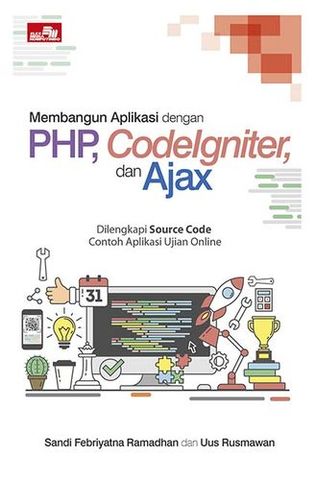 Membangun Aplikasi dengan
PHP, CodeIgniter,
dan Ajax
Dilengkapi Source Code
Contoh Aplikasi Ujian Online
31
Sandi Febriyatna Ramadhan dan Uus Rusmawan